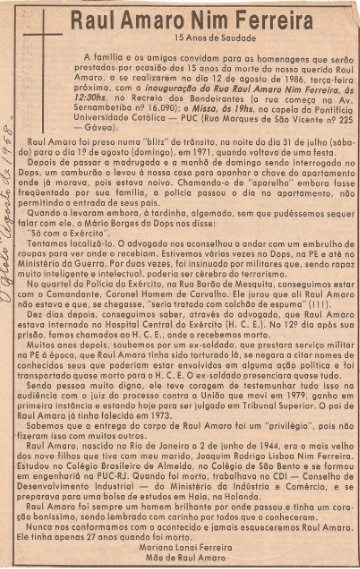 Raul Amaro Nim Ferreira
15 Anos de Saudade
A família e os amigos convidam para as homenagens que serão
prestadas por ocasião dos 15 anos da morte do nosso querido Raul
Amaro, a se realizarem no dia 12 de agosto de 1986, terça-feira
próxima, com a inauguração da Rua Raul Amaro Nim Ferreira, às
12:30hs. no Recreio dos Bandeirantes (a rua começa na Av.
Sernambetiba nº 16.090); e Missa, às 19hs. na capela da Pontifícia
Universidade Católica — PUC (Rua Marques de São Vicente nº 225
— Gávea).
Raul Amaro foi preso numa "blitz" de trânsito, na noite do dia 31 de julho (sába-
do) para o dia 1º de agosto (domingo), em 1971, quando voltava de uma festa.
Depois de passar a madrugada e a manhã de domingo sendo interrogado no
Dops, um camburão o levou à nossa casa para apanhar a chave do apartamento
onde já morava, pois estava noivo. Chamando-o de "aparelho" embora fosse
freqüentado por sua família, a polícia passou o dia no apartamento, não
permitindo a entrada de seus pais.
Quando o levaram embora, à tardinha, algemado, sem que pudéssemos sequer
falar com ele, o Mário Borges do Dops nos disse:
"Só com o Exército".
Tentamos localizá-lo. O advogado nos aconselhou a andar com um embrulho de
roupas para ver onde o recebiam. Estivemos várias vezes no Dops, na PE e até no
Ministério da Guerra. Por duas vezes, foi insinuado por militares que, sendo rapaz
muito inteligente e intelectual, poderia ser cérebro do terrorismo.
No quartel da Polícia do Exército, na Rua Barão de Mesquita, conseguimos estar
com o Comandante, Coronel Homem de Carvalho. Ele jurou que ali Raul Amaro
não estava e que, se chegasse, "seria tratado com colchão de espuma" (!!!).
Dez dias depois, conseguimos saber, através do advogado, que Raul Amaro
estava internado no Hospital Central do Exército (H. C. E.). No 12º dia após sua
prisão, fomos chamados ao H. C. E., onde o recebemos morto.
Muitos anos depois, soubemos por um ex-soldado, que prestara serviço militar
na PE à época, que Raul Amaro tinha sido torturado lá, se negara a citar nomes de
conhecidos seus que poderiam estar envolvidos em alguma ação política e foi
transportado quase morto para o H. C. E. O ex-soldado presenciara quase tudo.
Sendo pessoa muito digna, ele teve coragem de testemunhar tudo isso na
audiência com o juiz do processo contra a União que movi em 1979, ganho em
primeira instância e estando hoje para ser julgado em Tribunal Superior. O pai de
Raul Amaro já tinha falecido em 1973.
Sabemos que a entrega do corpo de Raul Amaro foi um "privilégio", pois não
fizeram isso com muitos outros.
Raul Amaro, nascido no Rio de Janeiro a 2 de junho de 1944, era o mais velho
dos nove filhos que tive com meu marido, Joaquim Rodrigo Lisboa Nim Ferreira.
Estudou no Colégio Brasileiro de Almeida, no Colégio de São Bento e se formou
em engenharia na PUC-RJ. Quando foi morto, trabalhava no CDI — Conselho de
Desenvolvimento Industrial — do Ministério da Indústria e Comércio, e se
preparava para uma bolsa de estudos em Haia, na Holanda.
Raul Amaro foi sempre um homem brilhante por onde passou e tinha um cora-
ção boníssimo, sendo lembrado com carinho por todos que o conheceram.
Nunca nos conformamos com o acontecido e jamais esqueceremos Raul Amaro.
Ele tinha apenas 27 anos quando foi morto.
Mariana Lanari Ferreira
Mãe de Raul Amaro